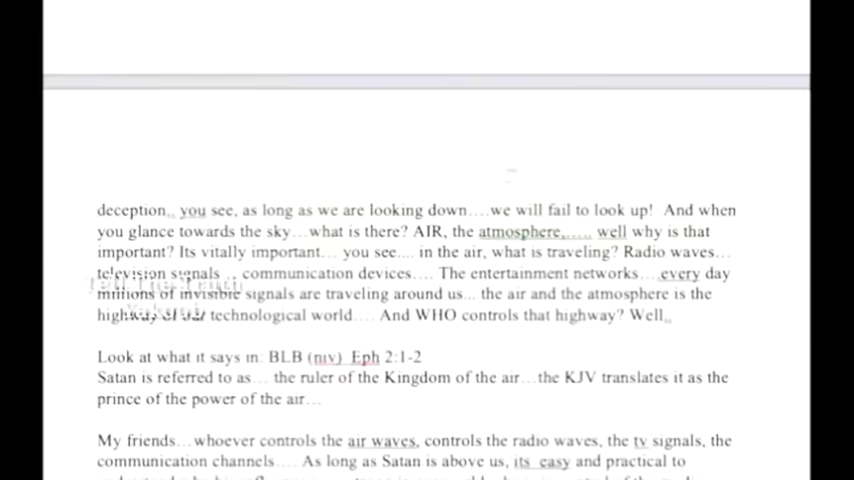 deception,, you see, as long as we are looking down....we will fail to look up! And when
you glance towards the sky...what is there? AIR, the atmosphere,..... well why is that
important? Its vitally important... you see.... in the air, what is traveling? Radio waves...
television signals ... communication devices.... The entertainment networks....every day
millions of invisible signals are traveling around us... the air and the atmosphere is the
highway of our technological world.... And WHO controls that highway? Well,,
Look at what it says in: BLB (niv) Eph 2:1-2
Satan is referred to as... the ruler of the Kingdom of the air...the KJV translates it as the
prince of the power of the air...
My friends...whoever controls the air waves, controls the radio waves, the tv signals, the
communication channels.... As long as Satan is above us, its easy and practical to